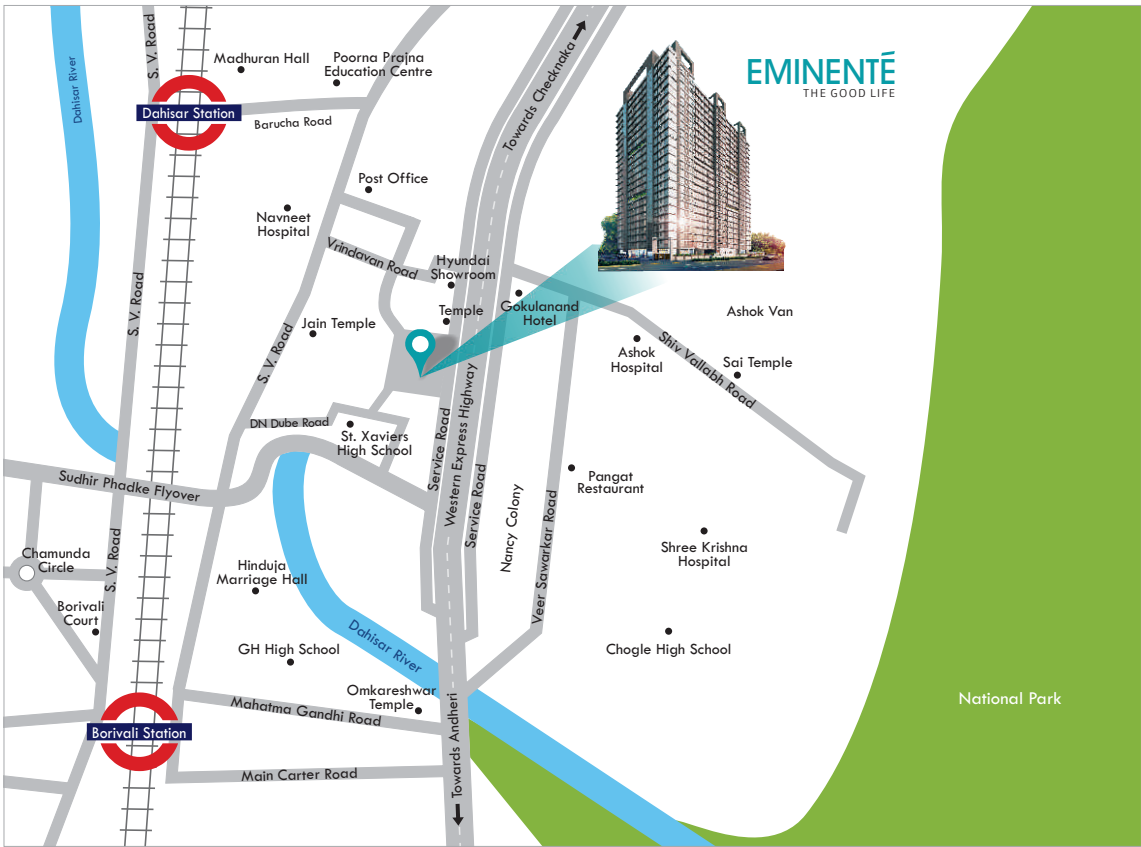 S. V. Road
Dahisar River
Madhuran Hall
Poorna Prajna
Education Centre
Dahisar Station
Barucha Road
Towards Checknaka
EMINENTÉ
THE GOOD LIFE
Post Office
Navneet
Hospital
Vrindavan Road
Hyundai
Showroom
S. V. Road
Temple
Gokulanand
Hotel
Ashok Van
Jain Temple
S. V. Road
Ashok
Hospital
Shiv Vallabh Road
Sai Temple
DN Dube Road
St. Xaviers
High School
Service Road
Western Express Highway
Service Road
Sudhir Phadke Flyover
Pangat
Restaurant
Nancy Colony
Veer Sawarkar Road
Shree Krishna
Hospital
Chamunda
Circle
S. V. Road
Hinduja
Marriage Hall
Borivali
Court
Dahisar River
GH High School
Chogle High School
Omkareshwar
Temple
Mahatma Gandhi Road
National Park
Borivali Station
Towards Andheri
Main Carter Road